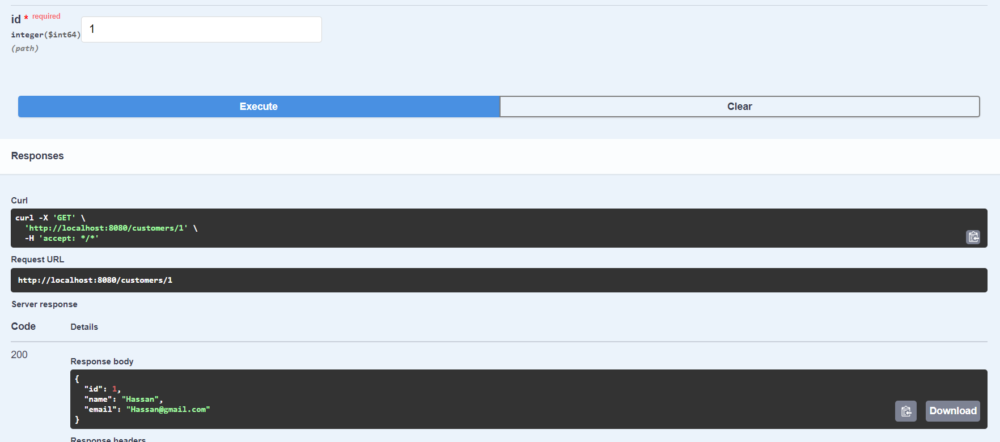 id * required
1
integer($int64)
(path)
Execute
Clear
Responses
Curl
curl -X 'GET' \
'http://localhost:8080/customers/1' \
-H 'accept: */*'
Request URL
http://localhost:8080/customers/1
Server response
Code Details
200
Response body
{
"id": 1,
"name": "Hassan",
"email": "Hassan@gmail.com"
}
Download
Response headers